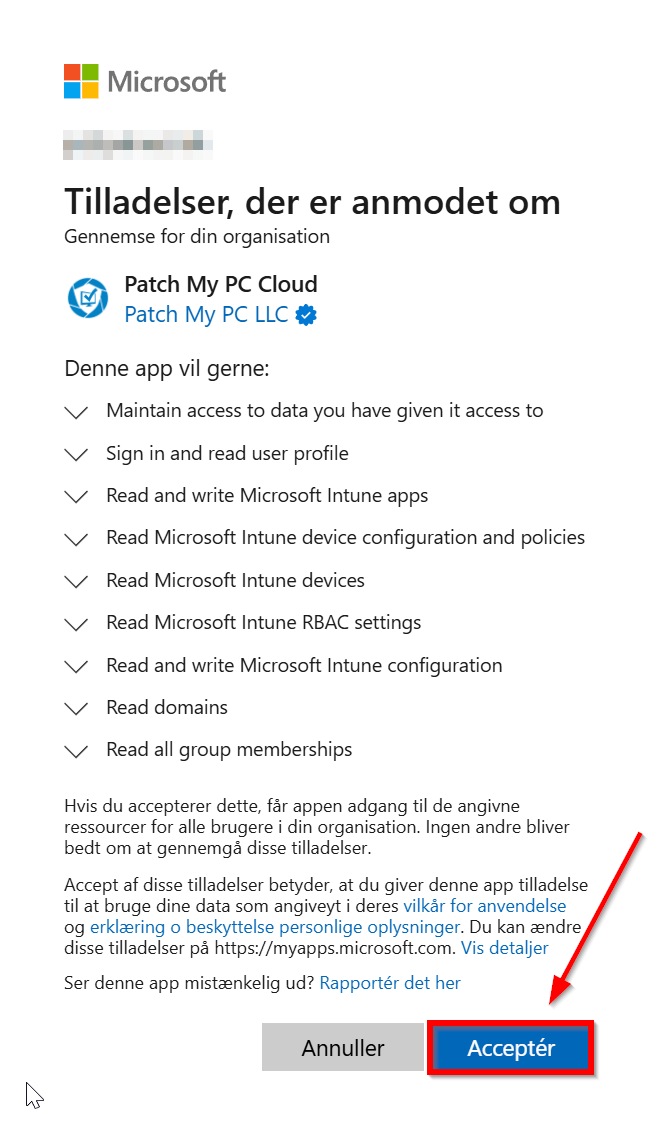 Microsoft
Tilladelser, der er anmodet om
Gennemse for din organisation
Patch My PC Cloud
Patch My PC LLC
Denne app vil gerne:
Maintain access to data you have given it access to
Sign in and read user profile
Read and write Microsoft Intune apps
Read Microsoft Intune device configuration and policies
Read Microsoft Intune devices
Read Microsoft Intune RBAC settings
Read and write Microsoft Intune configuration
Read domains
Read all group memberships
Hvis du accepterer dette, får appen adgang til de angivne
ressourcer for alle brugere i din organisation. Ingen andre bliver
bedt om at gennemgå disse tilladelser.
Accept af disse tilladelser betyder, at du giver denne app tilladelse
til at bruge dine data som angiveyt i deres vilkår for anvendelse
og erklæring o beskyttelse personlige oplysninger. Du kan ændre
disse tilladelser på https://myapps.microsoft.com. Vis detaljer
Ser denne app mistænkelig ud? Rapportér det her
Annuller
Acceptér